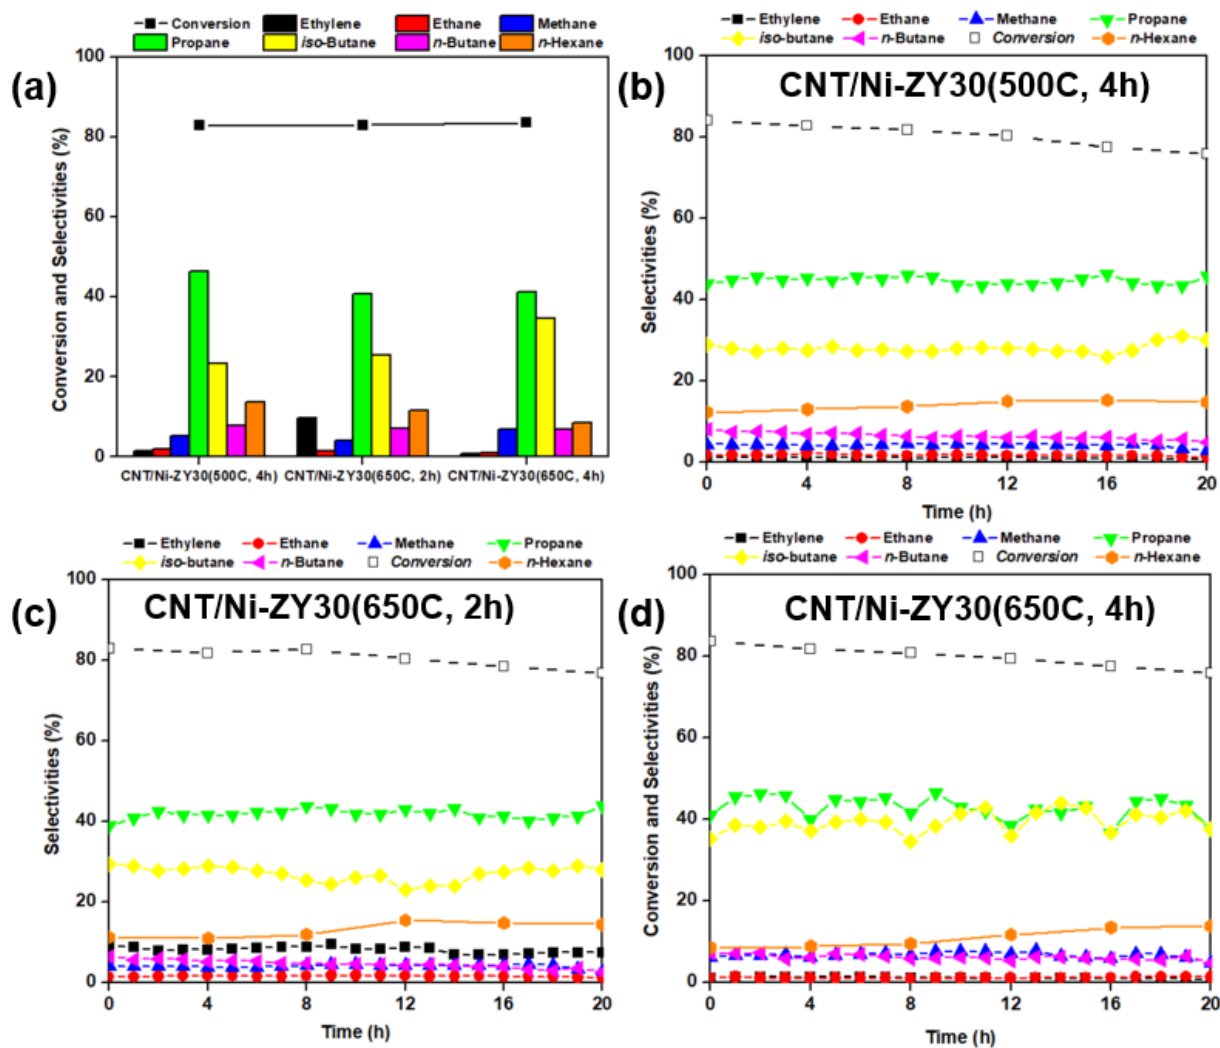 Conversion Ethylene Ethane Methane
Propane iso-Butane n-Butane n-Hexane
(a)
Conversion and Selectivities (%)
100
80
60
40
20
0
CNT/Ni-ZY30(500C, 4h) CNT/Ni-ZY30(650C, 2h) CNT/Ni-ZY30(650C, 4h)
Ethylene Ethane Methane Propane
iso-butane n-Butane Conversion n-Hexane
(b)
CNT/Ni-ZY30(500C, 4h)
Selectivities (%)
100
80
60
40
20
0
0 4 8 12 16 20
Time (h)
Ethylene Ethane Methane Propane
iso-butane n-Butane Conversion n-Hexane
(c)
CNT/Ni-ZY30(650C, 2h)
Selectivities (%)
100
80
60
40
20
0
0 4 8 12 16 20
Time (h)
Ethylene Ethane Methane Propane
iso-butane n-Butane Conversion n-Hexane
(d)
CNT/Ni-ZY30(650C, 4h)
Conversion and Selectivities (%)
100
80
60
40
20
0
0 4 8 12 16 20
Time (h)